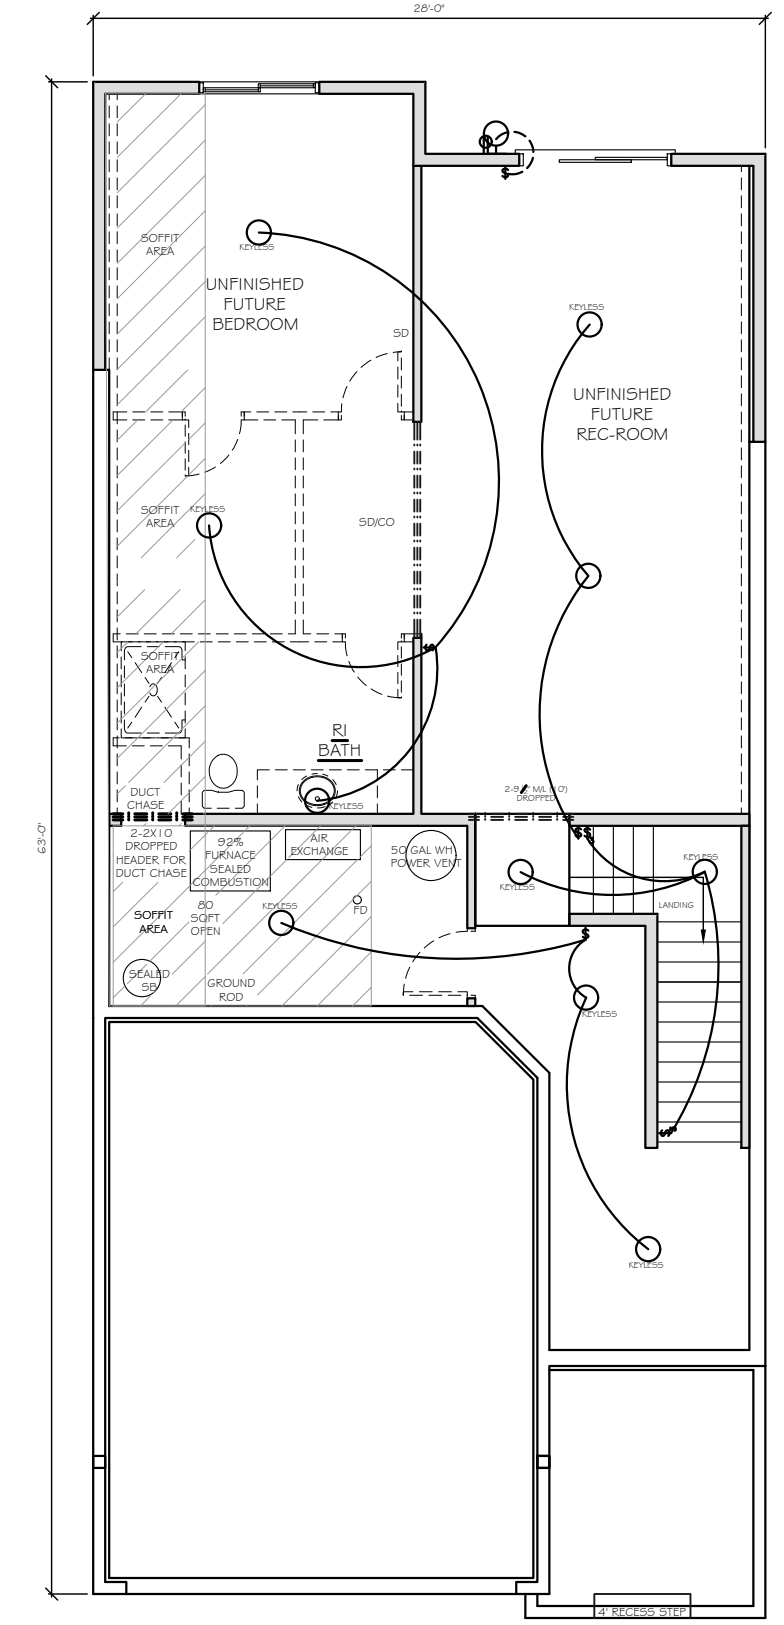 28'-0"
SOFFIT
AREA
KEYLESS
UNFINISHED
FUTURE
BEDROOM
SD
$
KEYLESS
UNFINISHED
FUTURE
REC-ROOM
SOFFIT
AREA
KEYLESS
SD/CO
$
SOFFIT
AREA
RI
BATH
KEYLESS
DUCT
CHASE
DROPPED
2-2X10
DROPPED
HEADER FOR
DUCT CHASE
92%
FURNACE
SEALED
COMBUSTION
AIR
EXCHANGE
50 GAL WH
POWER VENT
$$
KEYLESS
KEYLESS
LANDING
SOFFIT
AREA
80
SQFT
OPEN
KEYLESS
FD
$
SEALED
SB
GROUND
ROD
KEYLESS
63'-0"
$
KEYLESS
4' RECESS STEP